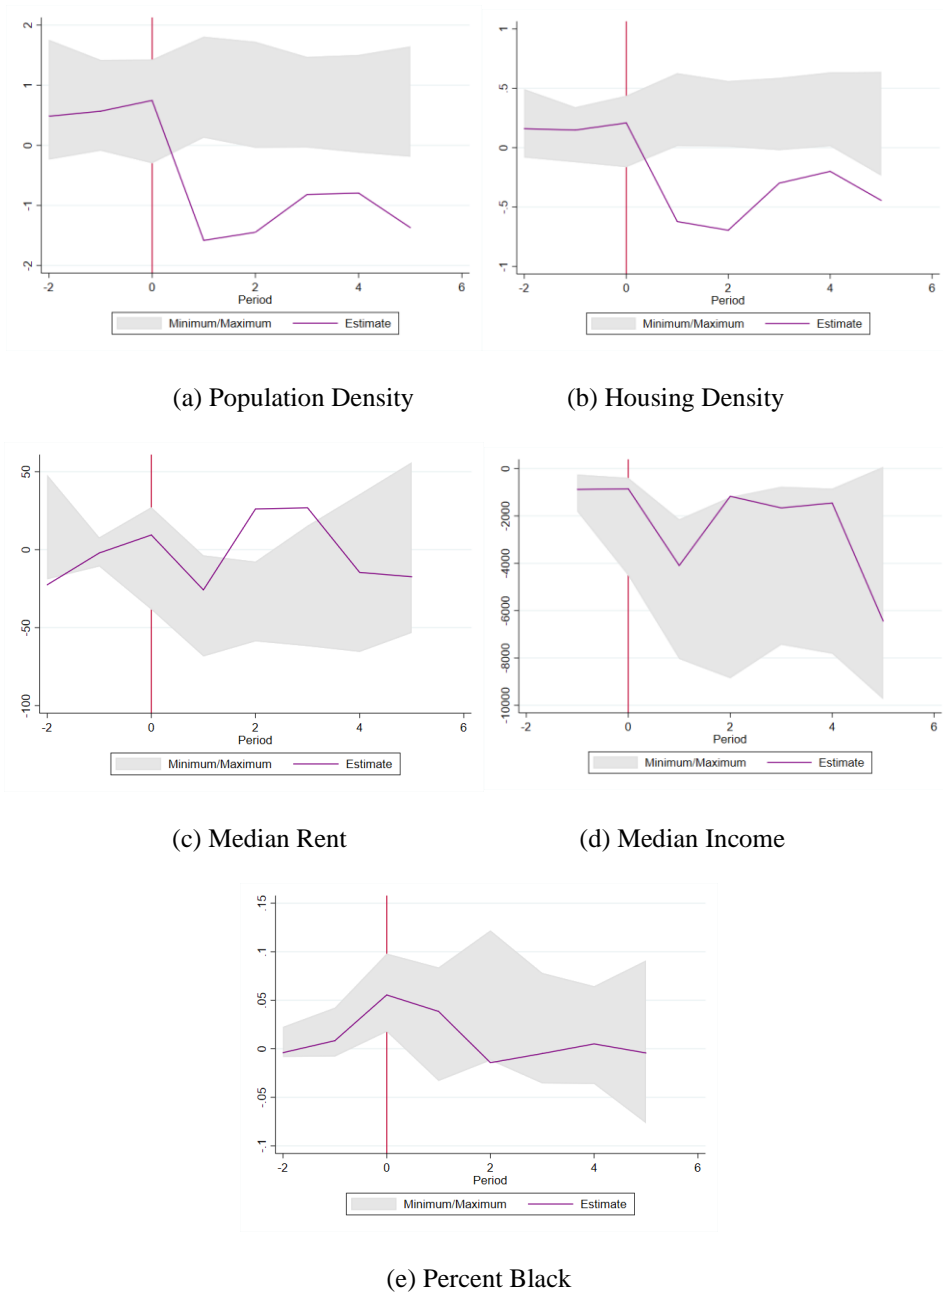 2
1
0
-1
-2
-2 0 2 4 6
Period
Minimum/Maximum Estimate
1
.5
0
-.5
-1
-2 0 2 4 6
Period
Minimum/Maximum Estimate
(a) Population Density (b) Housing Density
50
0
-50
-100
-2 0 2 4 6
Period
Minimum/Maximum Estimate
0
-2000
-4000
-6000
-8000
-10000
-2 0 2 4 6
Period
Minimum/Maximum Estimate
(c) Median Rent (d) Median Income
.15
.1
.05
0
-.05
-.1
-2 0 2 4 6
Period
Minimum/Maximum Estimate
(e) Percent Black